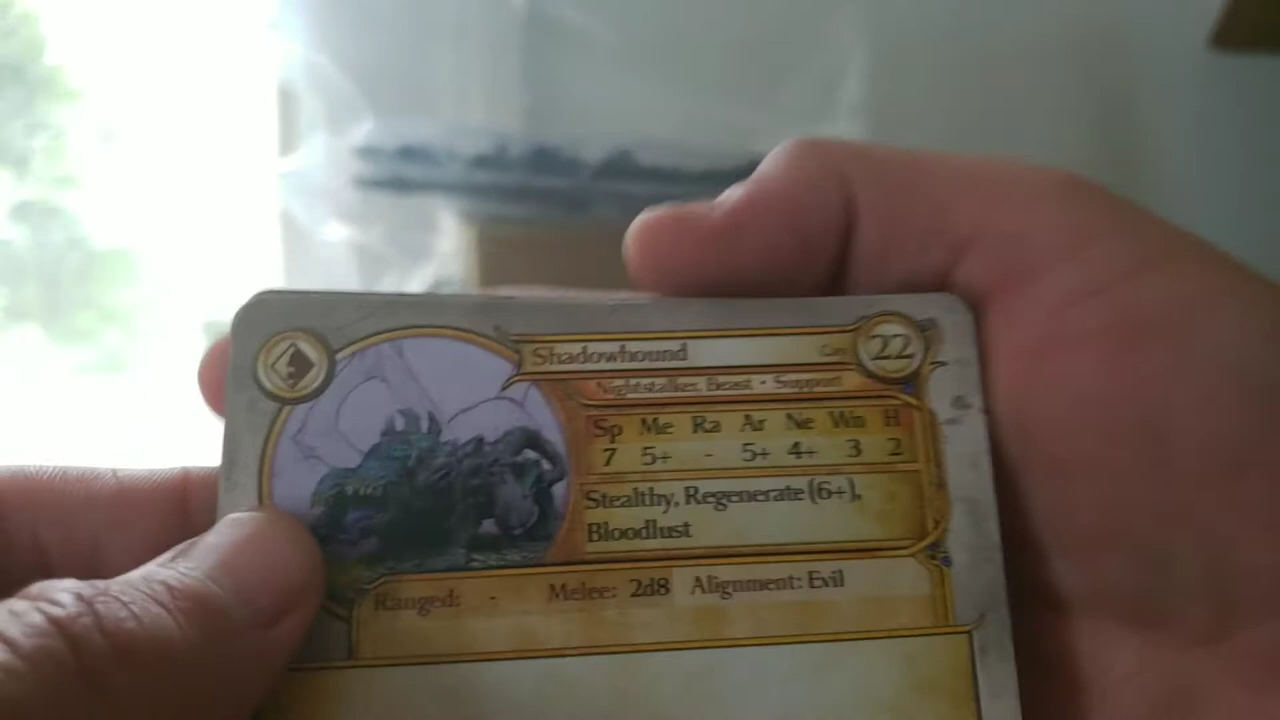 Shadowhound 22
Nightstalker, Beast • Support
Sp Me Ra Ar Ne Wn H
7 5+ - 5+ 4+ 3 2
Stealthy, Regenerate (6+),
Bloodlust
Ranged: - Melee: 2d8 Alignment: Evil